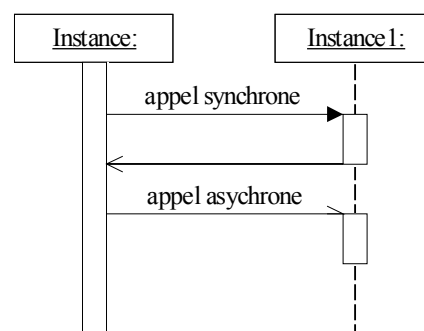 Instance:
Instance1:
appel synchrone
appel asychrone